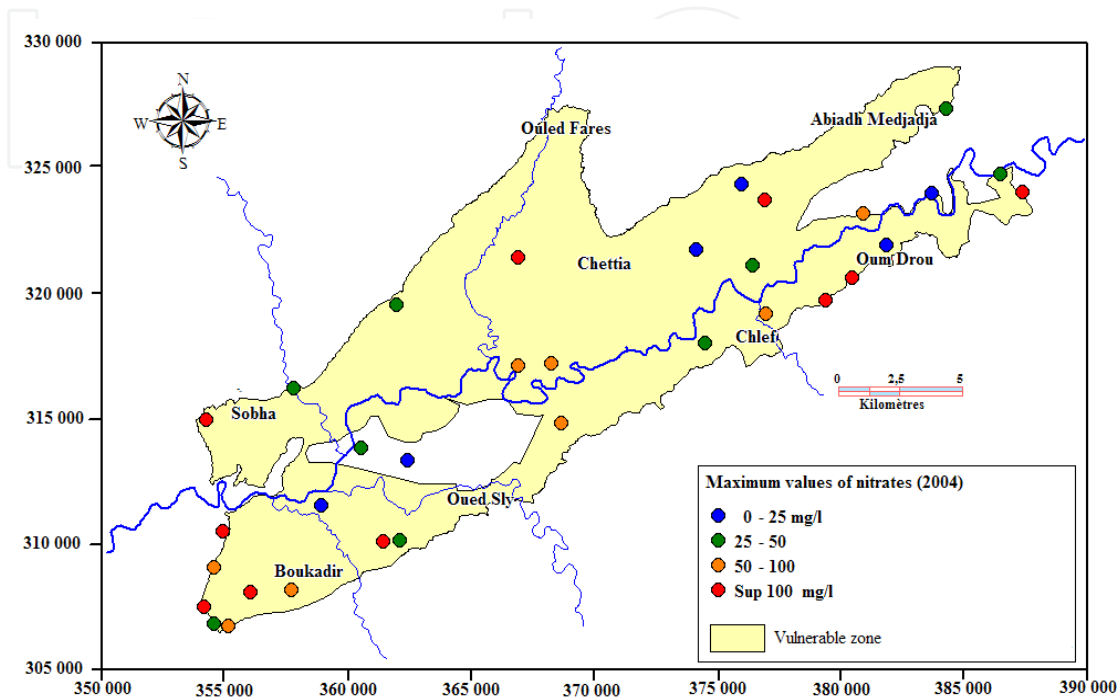 330 000
325 000
320 000
315 000
310 000
305 000
350 000
355 000
360 000
365 000
370 000
375 000
380 000
385 000
390 000
N
W
E
S
Oúled Fares
Abiadh Medjadja
Chettia
Oum Drou
Chlef
Sobha
Oued Sly
Boukadir
0 2,5 5
Kilomètres
Maximum values of nitrates (2004)
0 - 25 mg/l
25 - 50
50 - 100
Sup 100 mg/l
Vulnerable zone